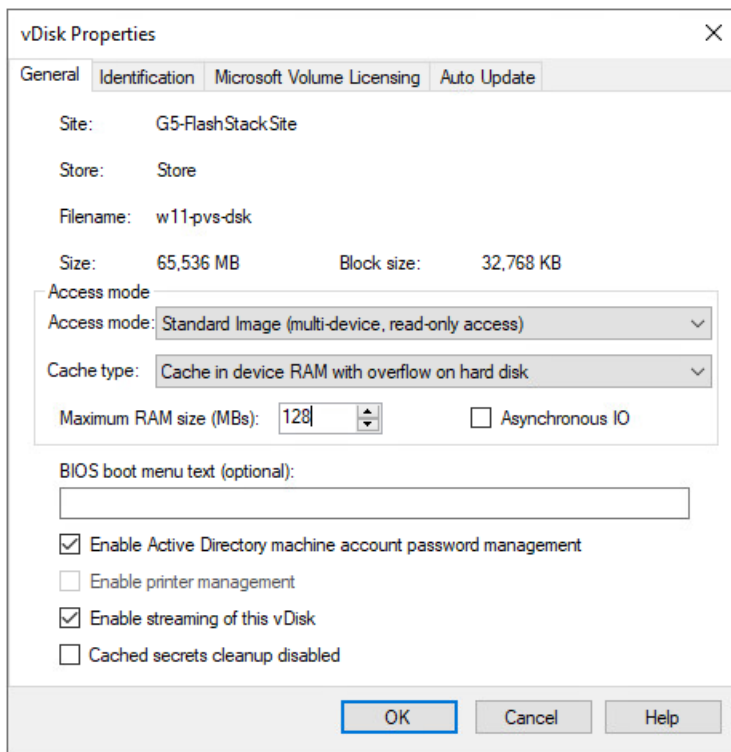 vDisk Properties
General Identification Microsoft Volume Licensing Auto Update
Site: G5-FlashStackSite
Store: Store
Filename: w11-pvs-dsk
Size: 65,536 MB Block size: 32,768 KB
Access mode
Access mode: Standard Image (multi-device, read-only access)
Cache type: Cache in device RAM with overflow on hard disk
Maximum RAM size (MBs): 128 Asynchronous IO
BIOS boot menu text (optional):
Enable Active Directory machine account password management
Enable printer management
Enable streaming of this vDisk
Cached secrets cleanup disabled
OK Cancel Help